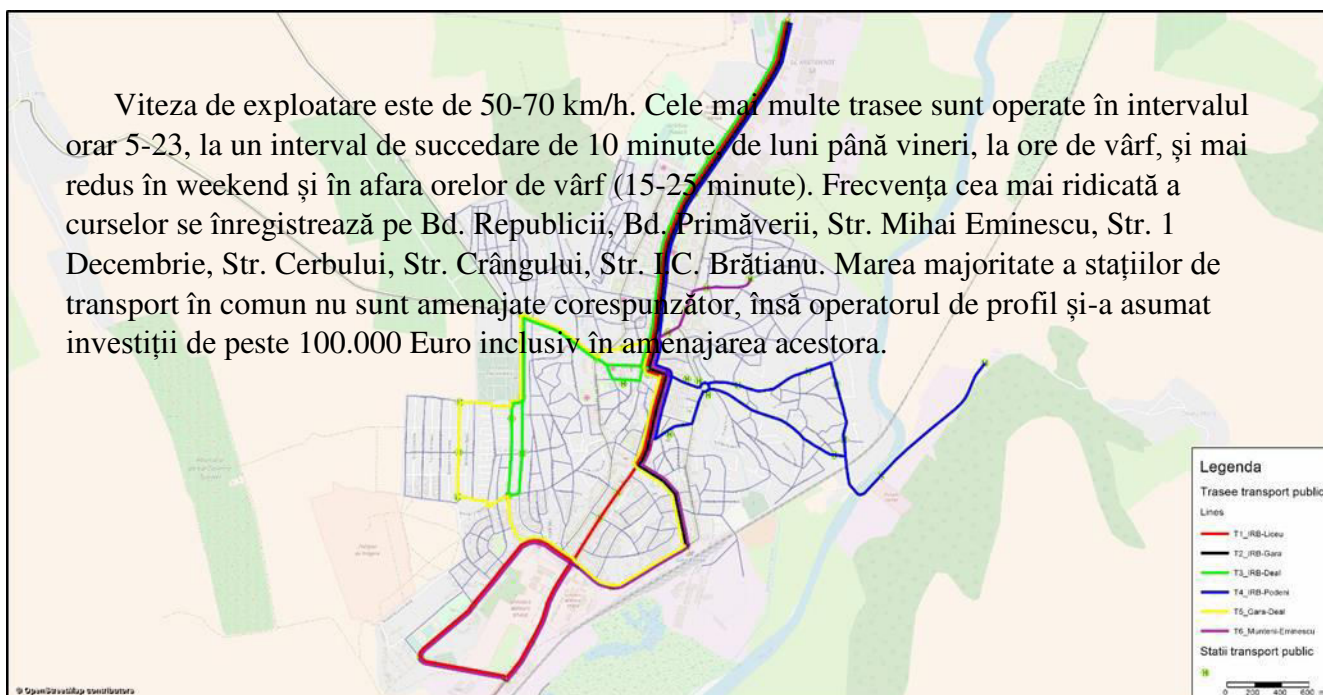 Viteza de exploatare este de 50-70 km/h. Cele mai multe trasee sunt operate în intervalul
orar 5-23, la un interval de succedare de 10 minute, de luni până vineri, la ore de vârf, și mai
redus în weekend și în afara orelor de vârf (15-25 minute). Frecvența cea mai ridicată a
curselor se înregistrează pe Bd. Republicii, Bd. Primăverii, Str. Mihai Eminescu, Str. 1
Decembrie, Str. Cerbului, Str. Crângului, Str. I.C. Brătianu. Marea majoritate a stațiilor de
transport în comun nu sunt amenajate corespunzător, însă operatorul de profil și-a asumat
investiții de peste 100.000 Euro inclusiv în amenajarea acestora.
Legenda
Trasee transport public
Lines
T1_IRB-Liceu
T2_IRB-Gara
T3_IRB-Deal
T4_IRB-Podeni
T5_Gara-Deal
T6_Munteni-Eminescu
Statii transport public
0 200 400 600
© OpenStreetMap contributors